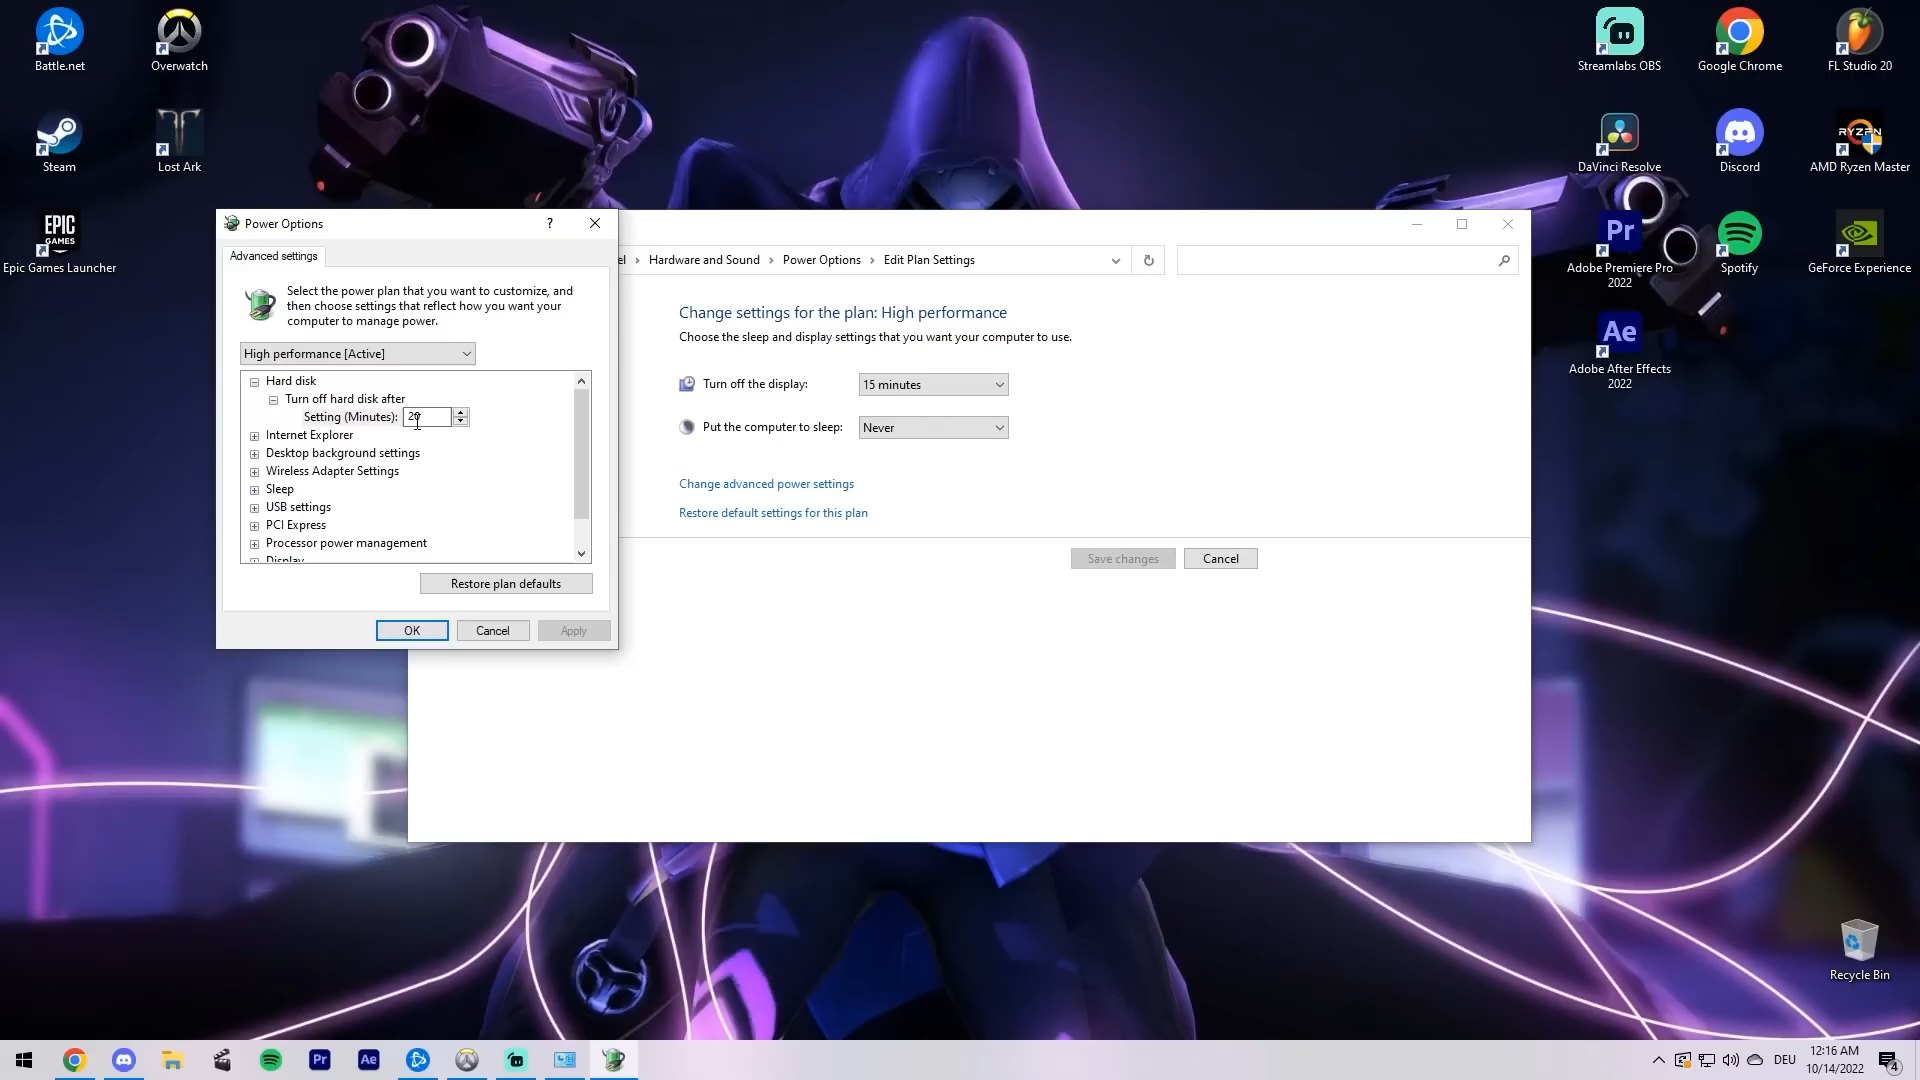 Battle.net
Overwatch
Steam
Lost Ark
EPIC
GAMES
Epic Games Launcher
Streamlabs OBS
Google Chrome
FL Studio 20
DaVinci Resolve
Discord
RYZEN
AMD Ryzen Master
Pr
Adobe Premiere Pro
2022
Spotify
GeForce Experience
Ae
Adobe After Effects
2022
Recycle Bin
Power Options
?
Advanced settings
Select the power plan that you want to customize, and
then choose settings that reflect how you want your
computer to manage power.
High performance [Active]
Hard disk
Turn off hard disk after
Setting (Minutes): 20
Internet Explorer
Desktop background settings
Wireless Adapter Settings
Sleep
USB settings
PCI Express
Processor power management
Display
Restore plan defaults
OK
Cancel
Apply
el › Hardware and Sound › Power Options › Edit Plan Settings
Change settings for the plan: High performance
Choose the sleep and display settings that you want your computer to use.
Turn off the display: 15 minutes
Put the computer to sleep: Never
Change advanced power settings
Restore default settings for this plan
Save changes
Cancel
Pr
Ae
DEU
12:16 AM
10/14/2022
4